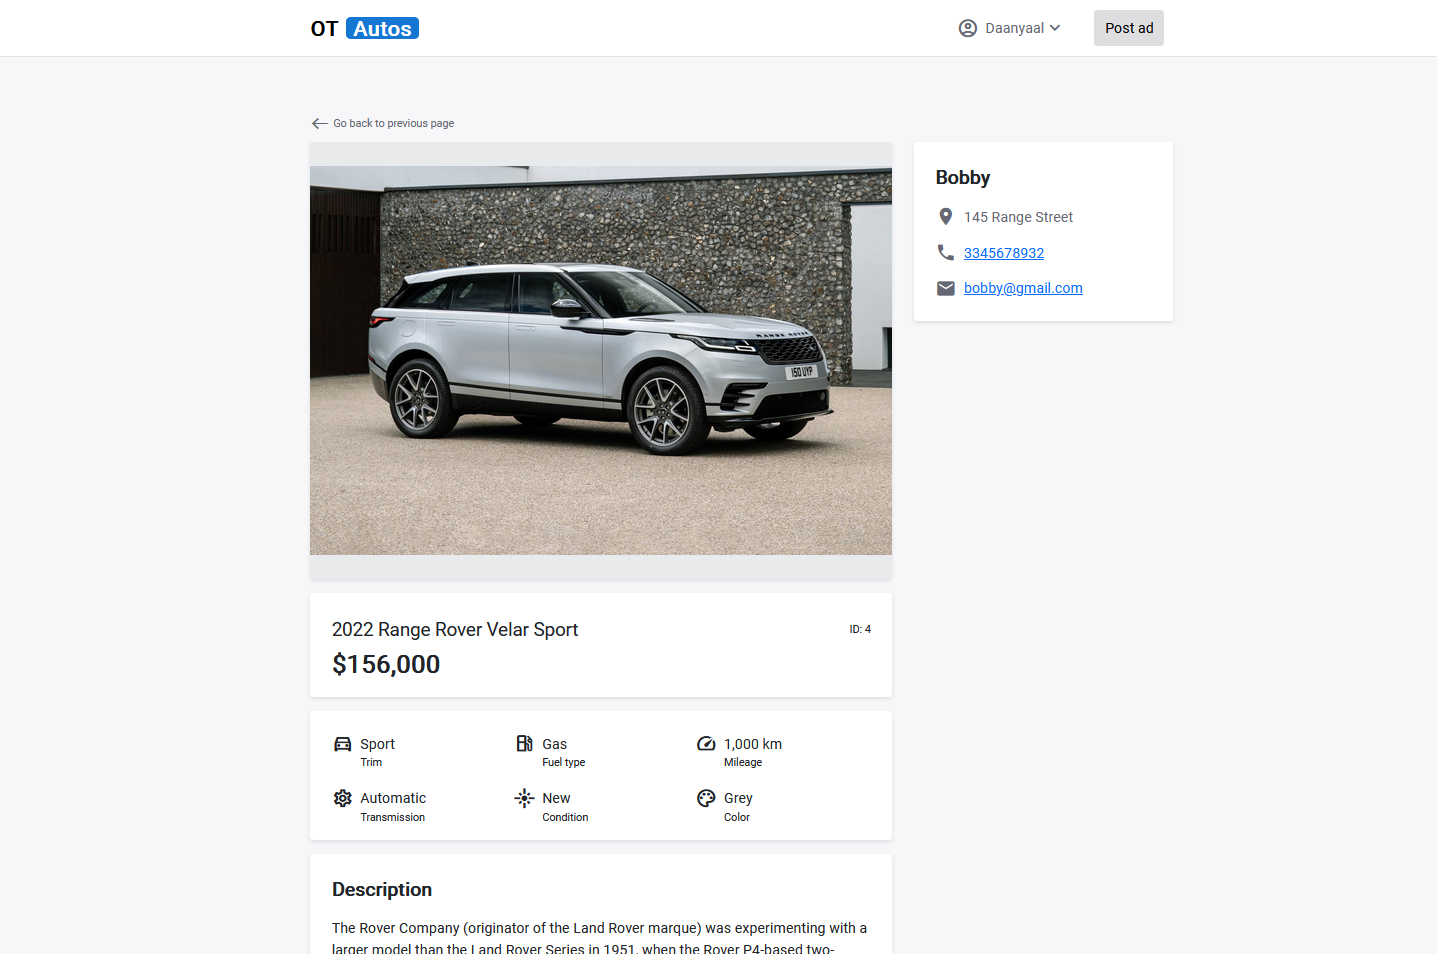 OT Autos
Daanyaal
Post ad
Go back to previous page
RANGE ROVER
150 UYP
Bobby
145 Range Street
3345678932
bobby@gmail.com
2022 Range Rover Velar Sport
ID: 4
$156,000
Sport
Trim
Gas
Fuel type
1,000 km
Mileage
Automatic
Transmission
New
Condition
Grey
Color
Description
The Rover Company (originator of the Land Rover marque) was experimenting with a
larger model than the Land Rover Series in 1951, when the Rover P4-based two-